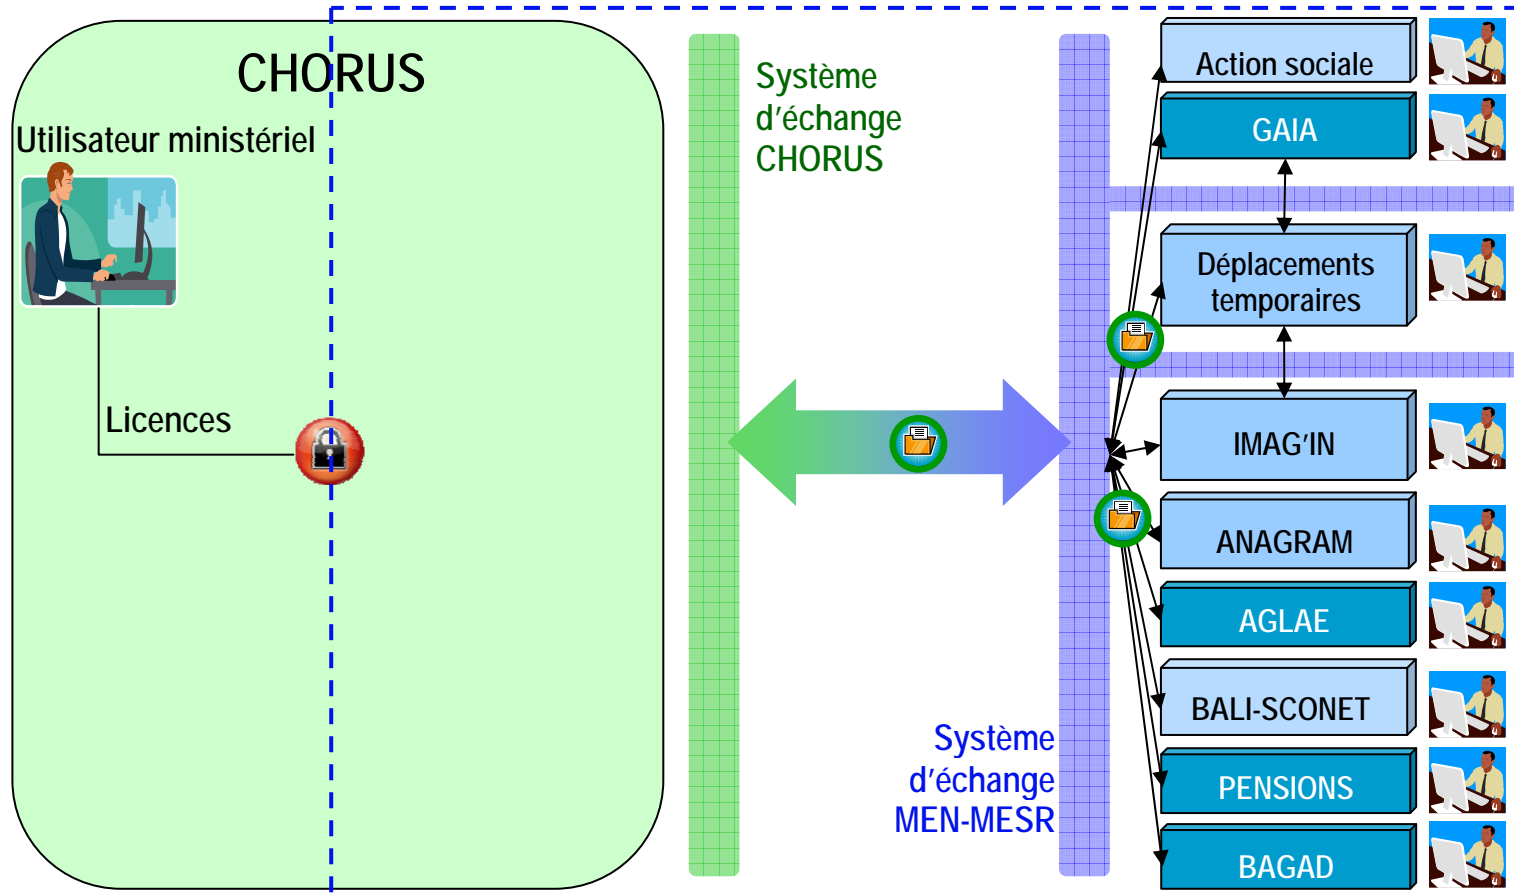 CHORUS
Utilisateur ministériel
Licences
Système
d'échange
CHORUS
Système
d'échange
MEN-MESR
Action sociale
GAIA
Déplacements
temporaires
IMAG'IN
ANAGRAM
AGLAE
BALI-SCONET
PENSIONS
BAGAD